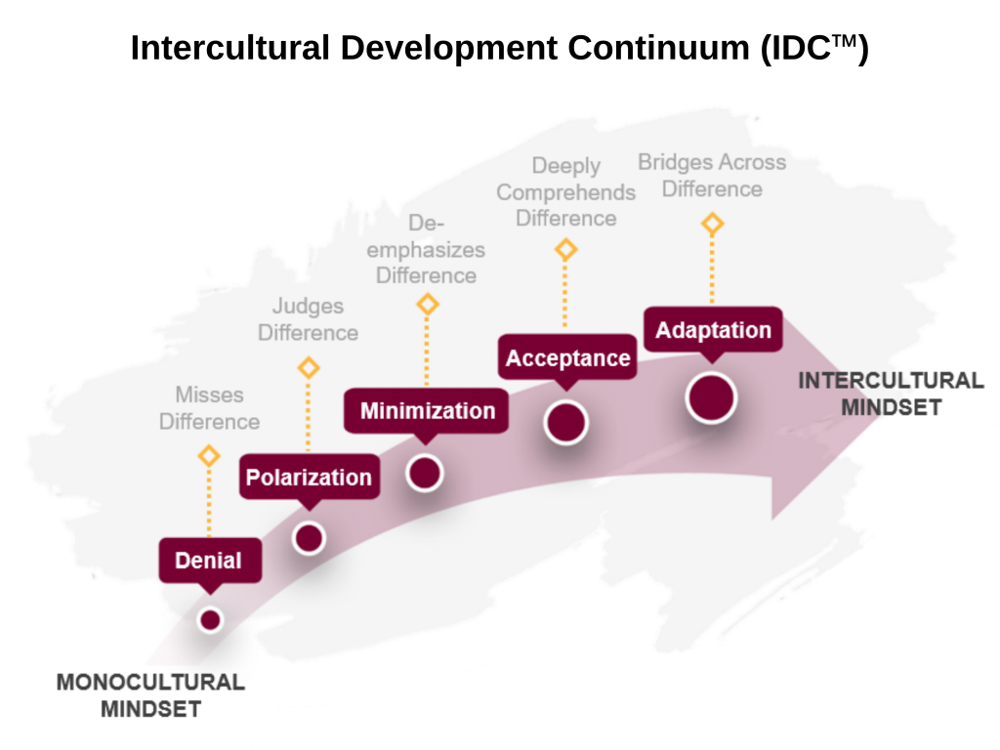 Intercultural Development Continuum (IDC™)
Deeply
Comprehends
Difference
Bridges Across
Difference
De-
emphasizes
Difference
Judges
Difference
Misses
Difference
Adaptation
Acceptance
Minimization
Polarization
Denial
INTERCULTURAL
MINDSET
MONOCULTURAL
MINDSET